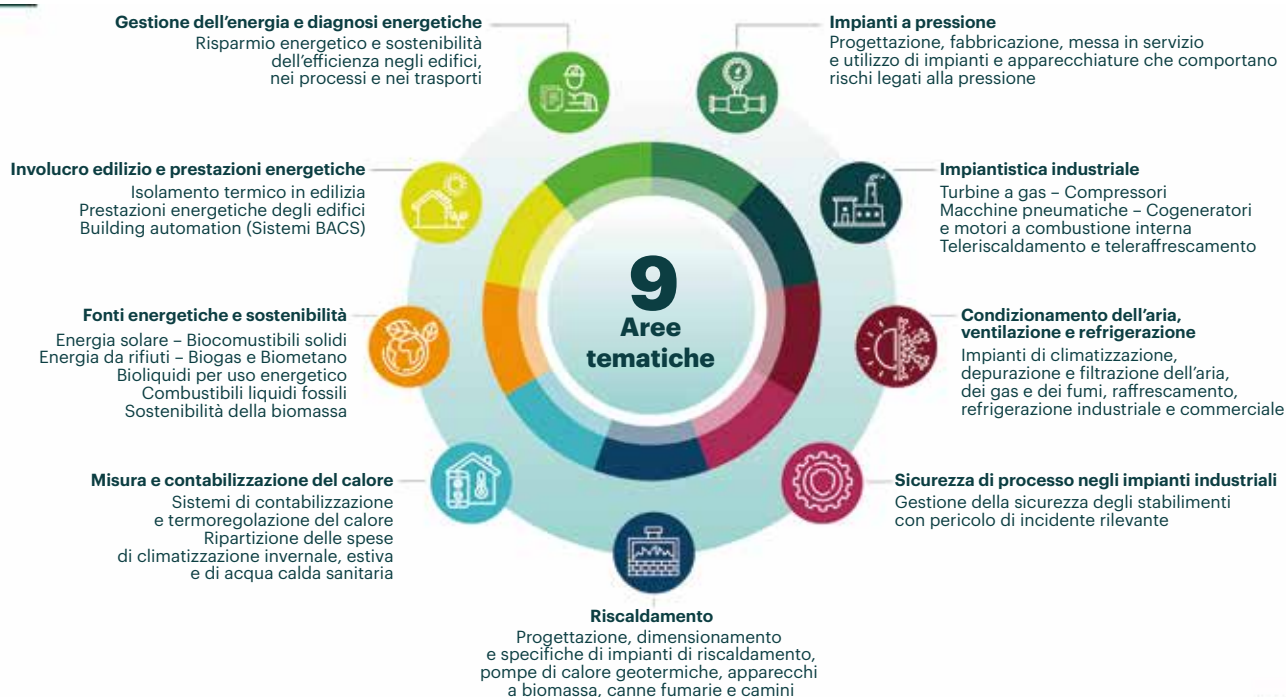 Gestione dell'energia e diagnosi energetiche
Risparmio energetico e sostenibilità
dell'efficienza negli edifici,
nei processi e nei trasporti
Impianti a pressione
Progettazione, fabbricazione, messa in servizio
e utilizzo di impianti e apparecchiature che comportano
rischi legati alla pressione
Involucro edilizio e prestazioni energetiche
Isolamento termico in edilizia
Prestazioni energetiche degli edifici
Building automation (Sistemi BACS)
Impiantistica industriale
Turbine a gas – Compressori
Macchine pneumatiche – Cogeneratori
e motori a combustione interna
Teleriscaldamento e teleraffrescamento
9
Aree
tematiche
Fonti energetiche e sostenibilità
Energia solare – Biocomustibili solidi
Energia da rifiuti – Biogas e Biometano
Bioliquidi per uso energetico
Combustibili liquidi fossili
Sostenibilità della biomassa
Condizionamento dell'aria,
ventilazione e refrigerazione
Impianti di climatizzazione,
depurazione e filtrazione dell'aria,
dei gas e dei fumi, raffrescamento,
refrigerazione industriale e commerciale
Misura e contabilizzazione del calore
Sistemi di contabilizzazione
e termoregolazione del calore
Ripartizione delle spese
di climatizzazione invernale, estiva
e di acqua calda sanitaria
Sicurezza di processo negli impianti industriali
Gestione della sicurezza degli stabilimenti
con pericolo di incidente rilevante
Riscaldamento
Progettazione, dimensionamento
e specifiche di impianti di riscaldamento,
pompe di calore geotermiche, apparecchi
a biomassa, canne fumarie e camini